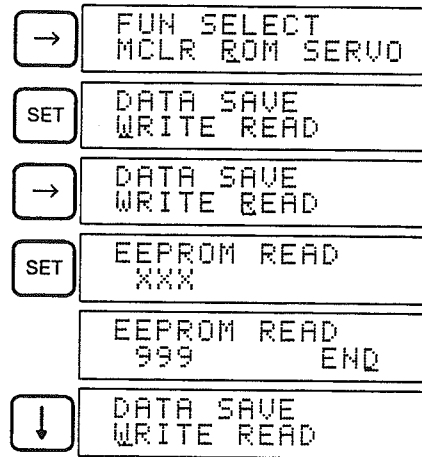 →
FUN SELECT
MCLR ROM SERVO
SET
DATA SAVE
WRITE READ
→
DATA SAVE
WRITE READ
SET
EEPROM READ
XXX
EEPROM READ
999 END
↓
DATA SAVE
WRITE READ